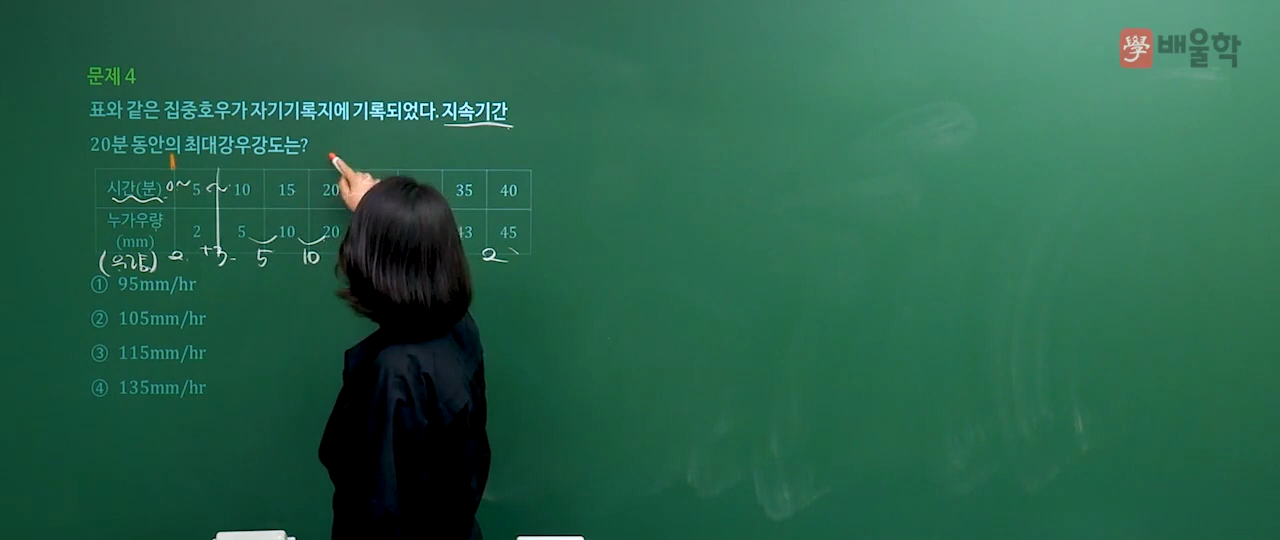 學 배울학
문제 4
표와 같은 집중호우가 자기기록지에 기록되었다. 지속기간
20분 동안의 최대강우강도는?
시간(분) 0~ 5 ~ 10 15 20 35 40
누가우량 (mm) 2 5 10 20 43 45
(우량) 2 +3 5 10 2
① 95mm/hr
② 105mm/hr
③ 115mm/hr
④ 135mm/hr